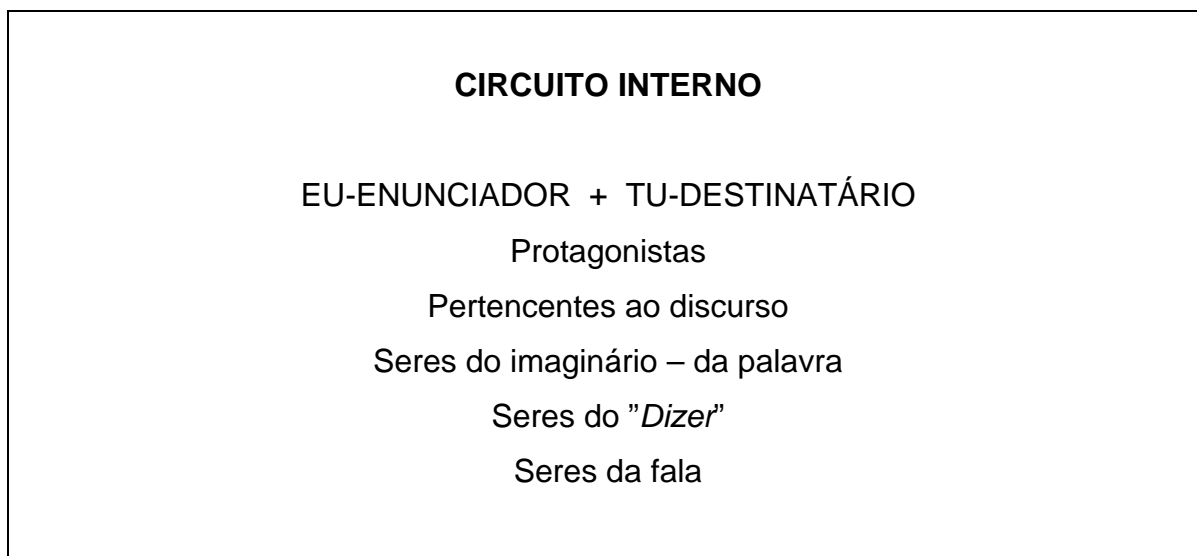 CIRCUITO INTERNO
EU-ENUNCIADOR + TU-DESTINATÁRIO
Protagonistas
Pertencentes ao discurso
Seres do imaginário – da palavra
Seres do ”Dizer”
Seres da fala